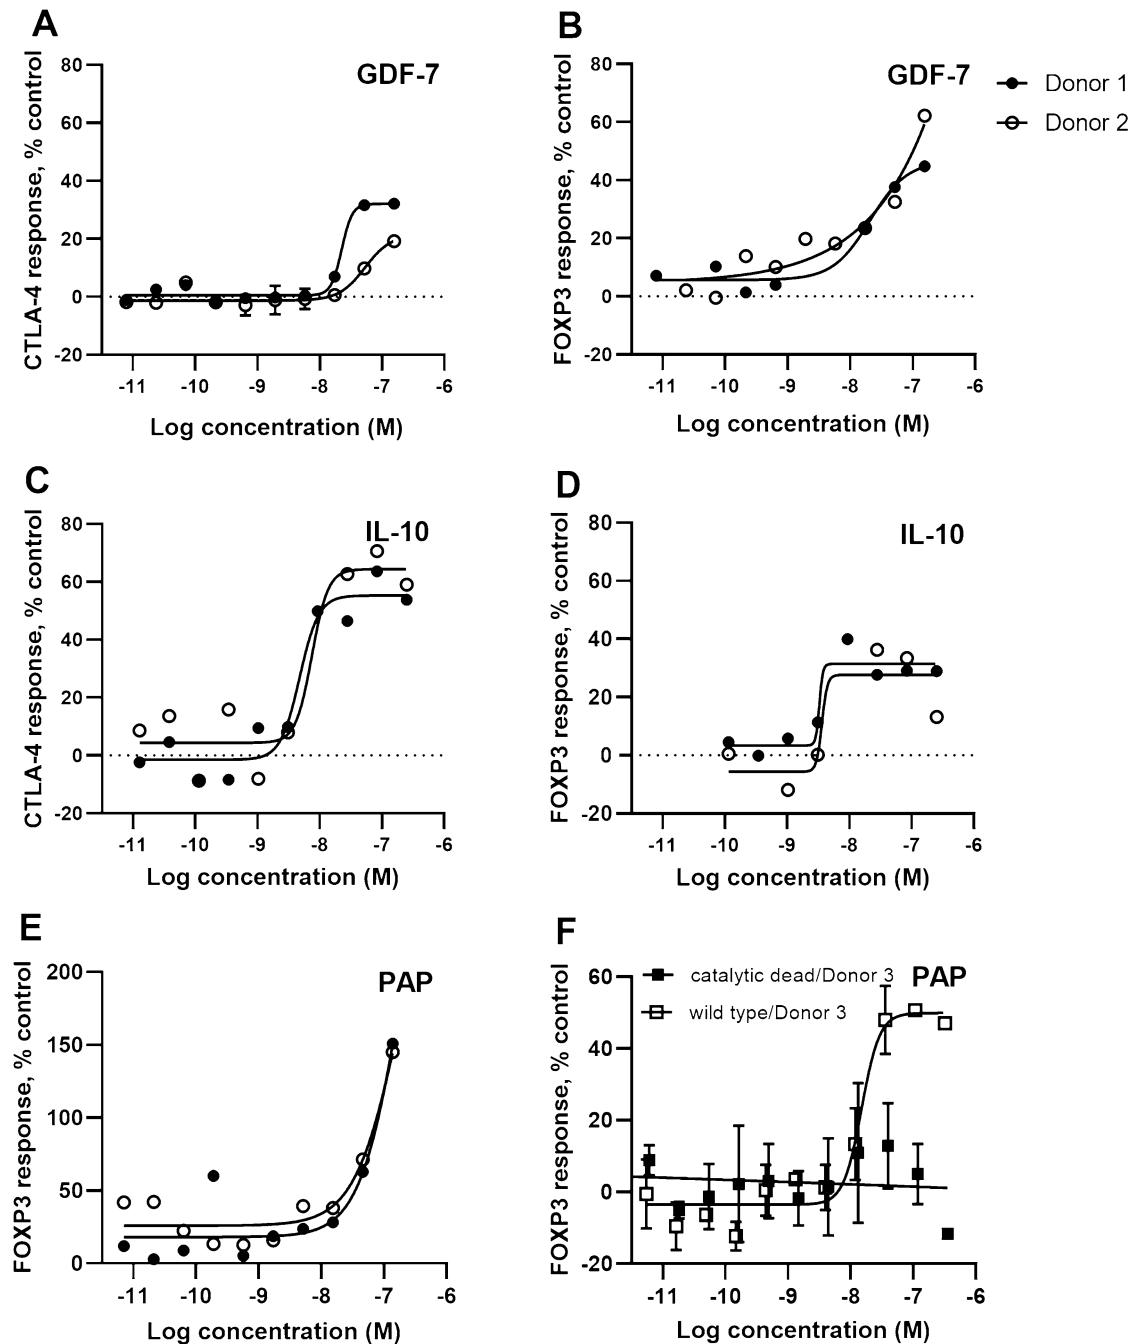 A
CTLA-4 response, % control
GDF-7
80
60
40
20
0
-20
-11 -10 -9 -8 -7 -6
Log concentration (M)
B
FOXP3 response, % control
GDF-7
Donor 1
Donor 2
80
60
40
20
0
-20
-11 -10 -9 -8 -7 -6
Log concentration (M)
C
CTLA-4 response, % control
IL-10
80
60
40
20
0
-20
-11 -10 -9 -8 -7 -6
Log concentration (M)
D
FOXP3 response, % control
IL-10
80
60
40
20
0
-20
-11 -10 -9 -8 -7 -6
Log concentration (M)
E
FOXP3 response, % control
PAP
200
150
100
50
0
-11 -10 -9 -8 -7 -6
Log concentration (M)
F
FOXP3 response, % control
catalytic dead/Donor 3
PAP
wild type/Donor 3
60
40
20
0
-20
-11 -10 -9 -8 -7 -6
Log concentration (M)